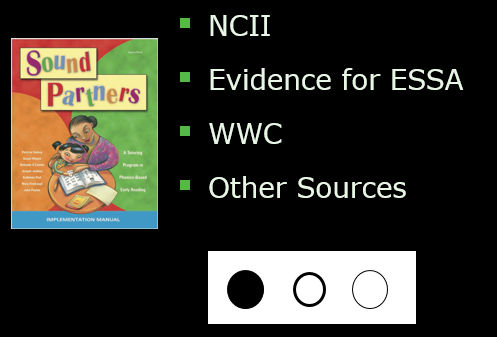 NCII
Evidence for ESSA
WWC
Other Sources
Sound
Partners
A Tutoring
Program in
Phonics-Based
Early Reading
IMPLEMENTATION MANUAL